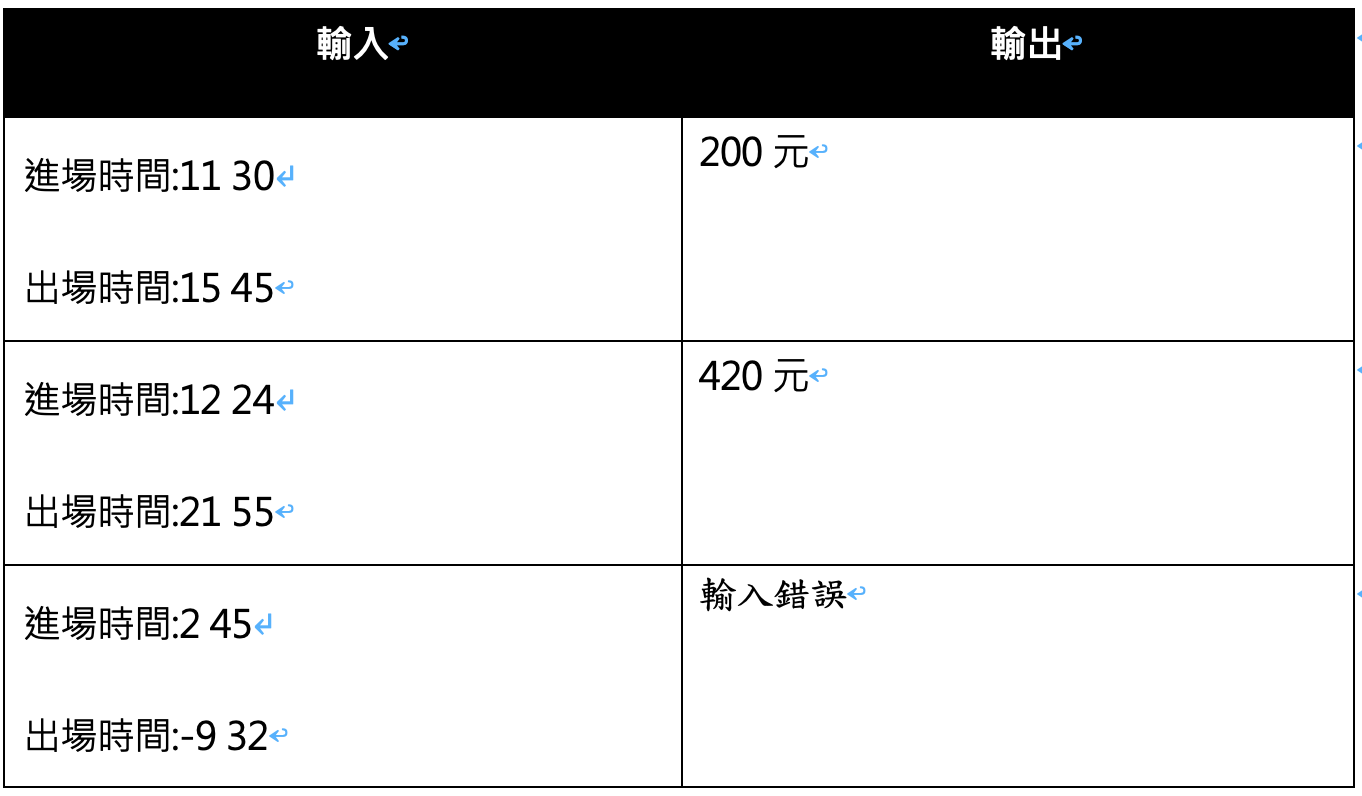 輸入
輸出
進場時間:11 30
出場時間:15 45
200 元
進場時間:12 24
出場時間:21 55
420 元
進場時間:2 45
出場時間:-9 32
輸入錯誤